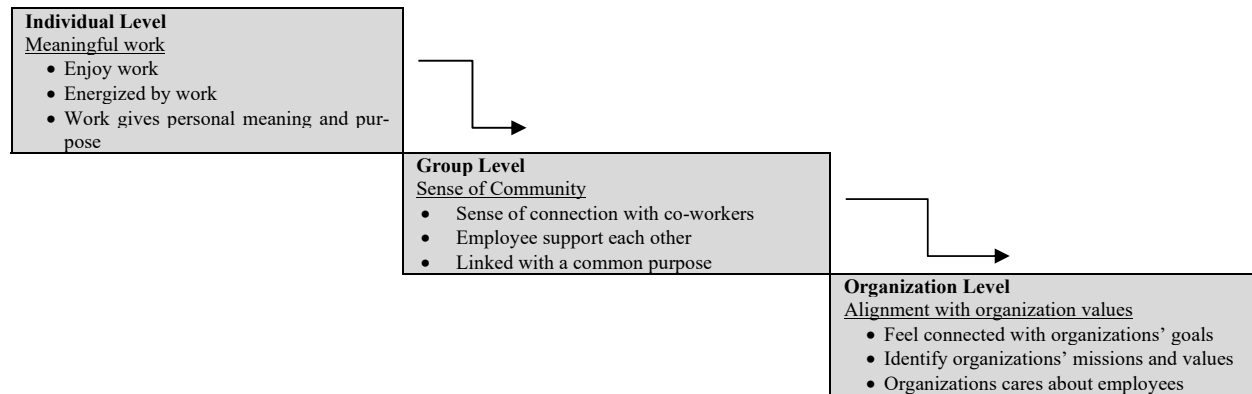 Individual Level
Meaningful work
• Enjoy work
• Energized by work
• Work gives personal meaning and pur-
pose
Group Level
Sense of Community
• Sense of connection with co-workers
• Employee support each other
• Linked with a common purpose
Organization Level
Alignment with organization values
• Feel connected with organizations’ goals
• Identify organizations’ missions and values
• Organizations cares about employees